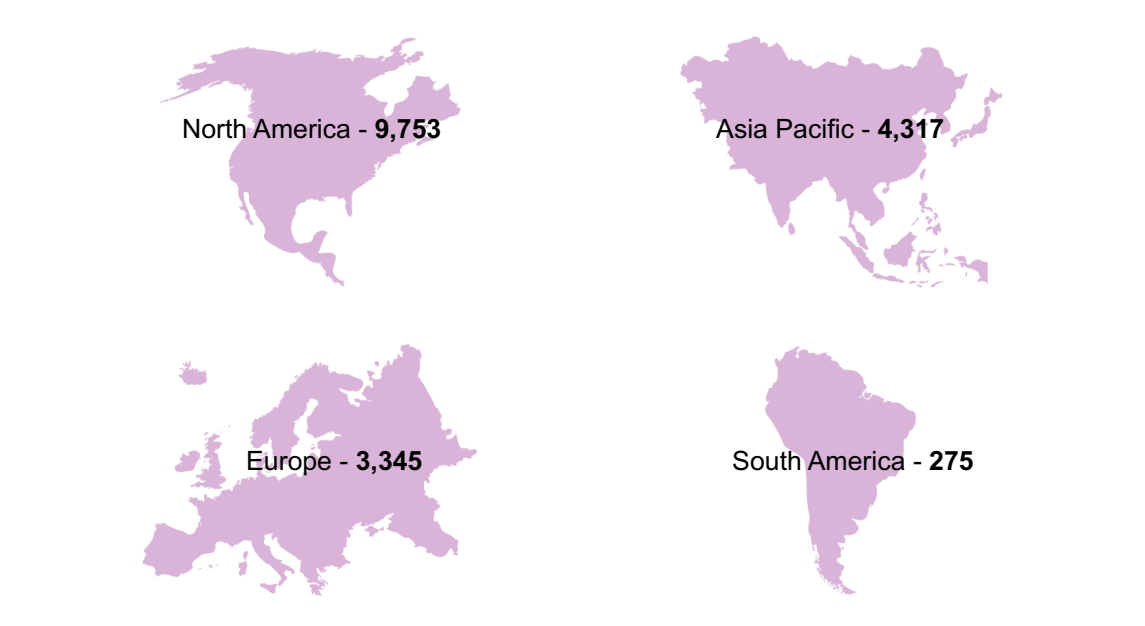 North America - 9,753
Asia Pacific - 4,317
Europe - 3,345
South America - 275